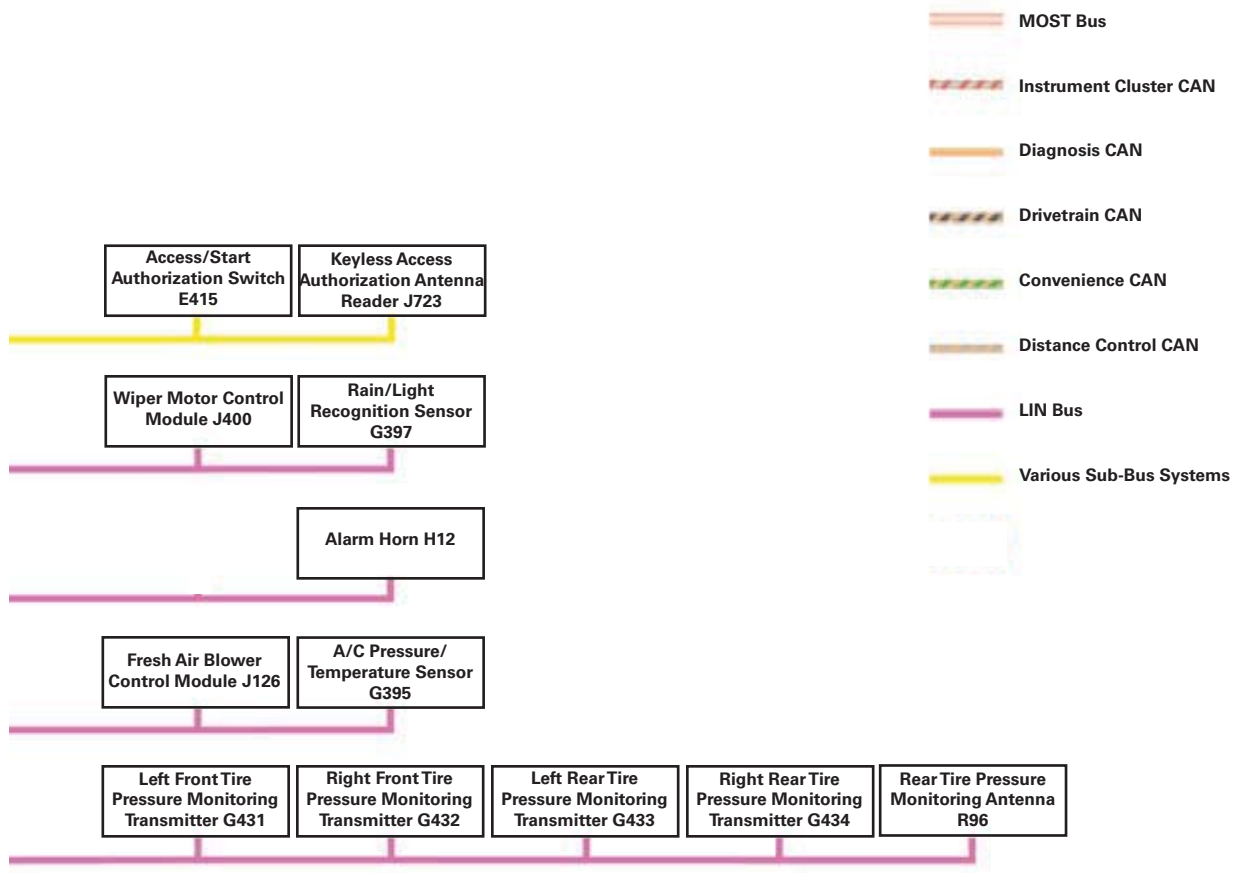 MOST Bus
Instrument Cluster CAN
Diagnosis CAN
Drivetrain CAN
Convenience CAN
Distance Control CAN
LIN Bus
Various Sub-Bus Systems
Access/Start
Authorization Switch
E415
Keyless Access
Authorization Antenna
Reader J723
Wiper Motor Control
Module J400
Rain/Light
Recognition Sensor
G397
Alarm Horn H12
Fresh Air Blower
Control Module J126
A/C Pressure/
Temperature Sensor
G395
Left Front Tire
Pressure Monitoring
Transmitter G431
Right Front Tire
Pressure Monitoring
Transmitter G432
Left Rear Tire
Pressure Monitoring
Transmitter G433
Right Rear Tire
Pressure Monitoring
Transmitter G434
Rear Tire Pressure
Monitoring Antenna
R96